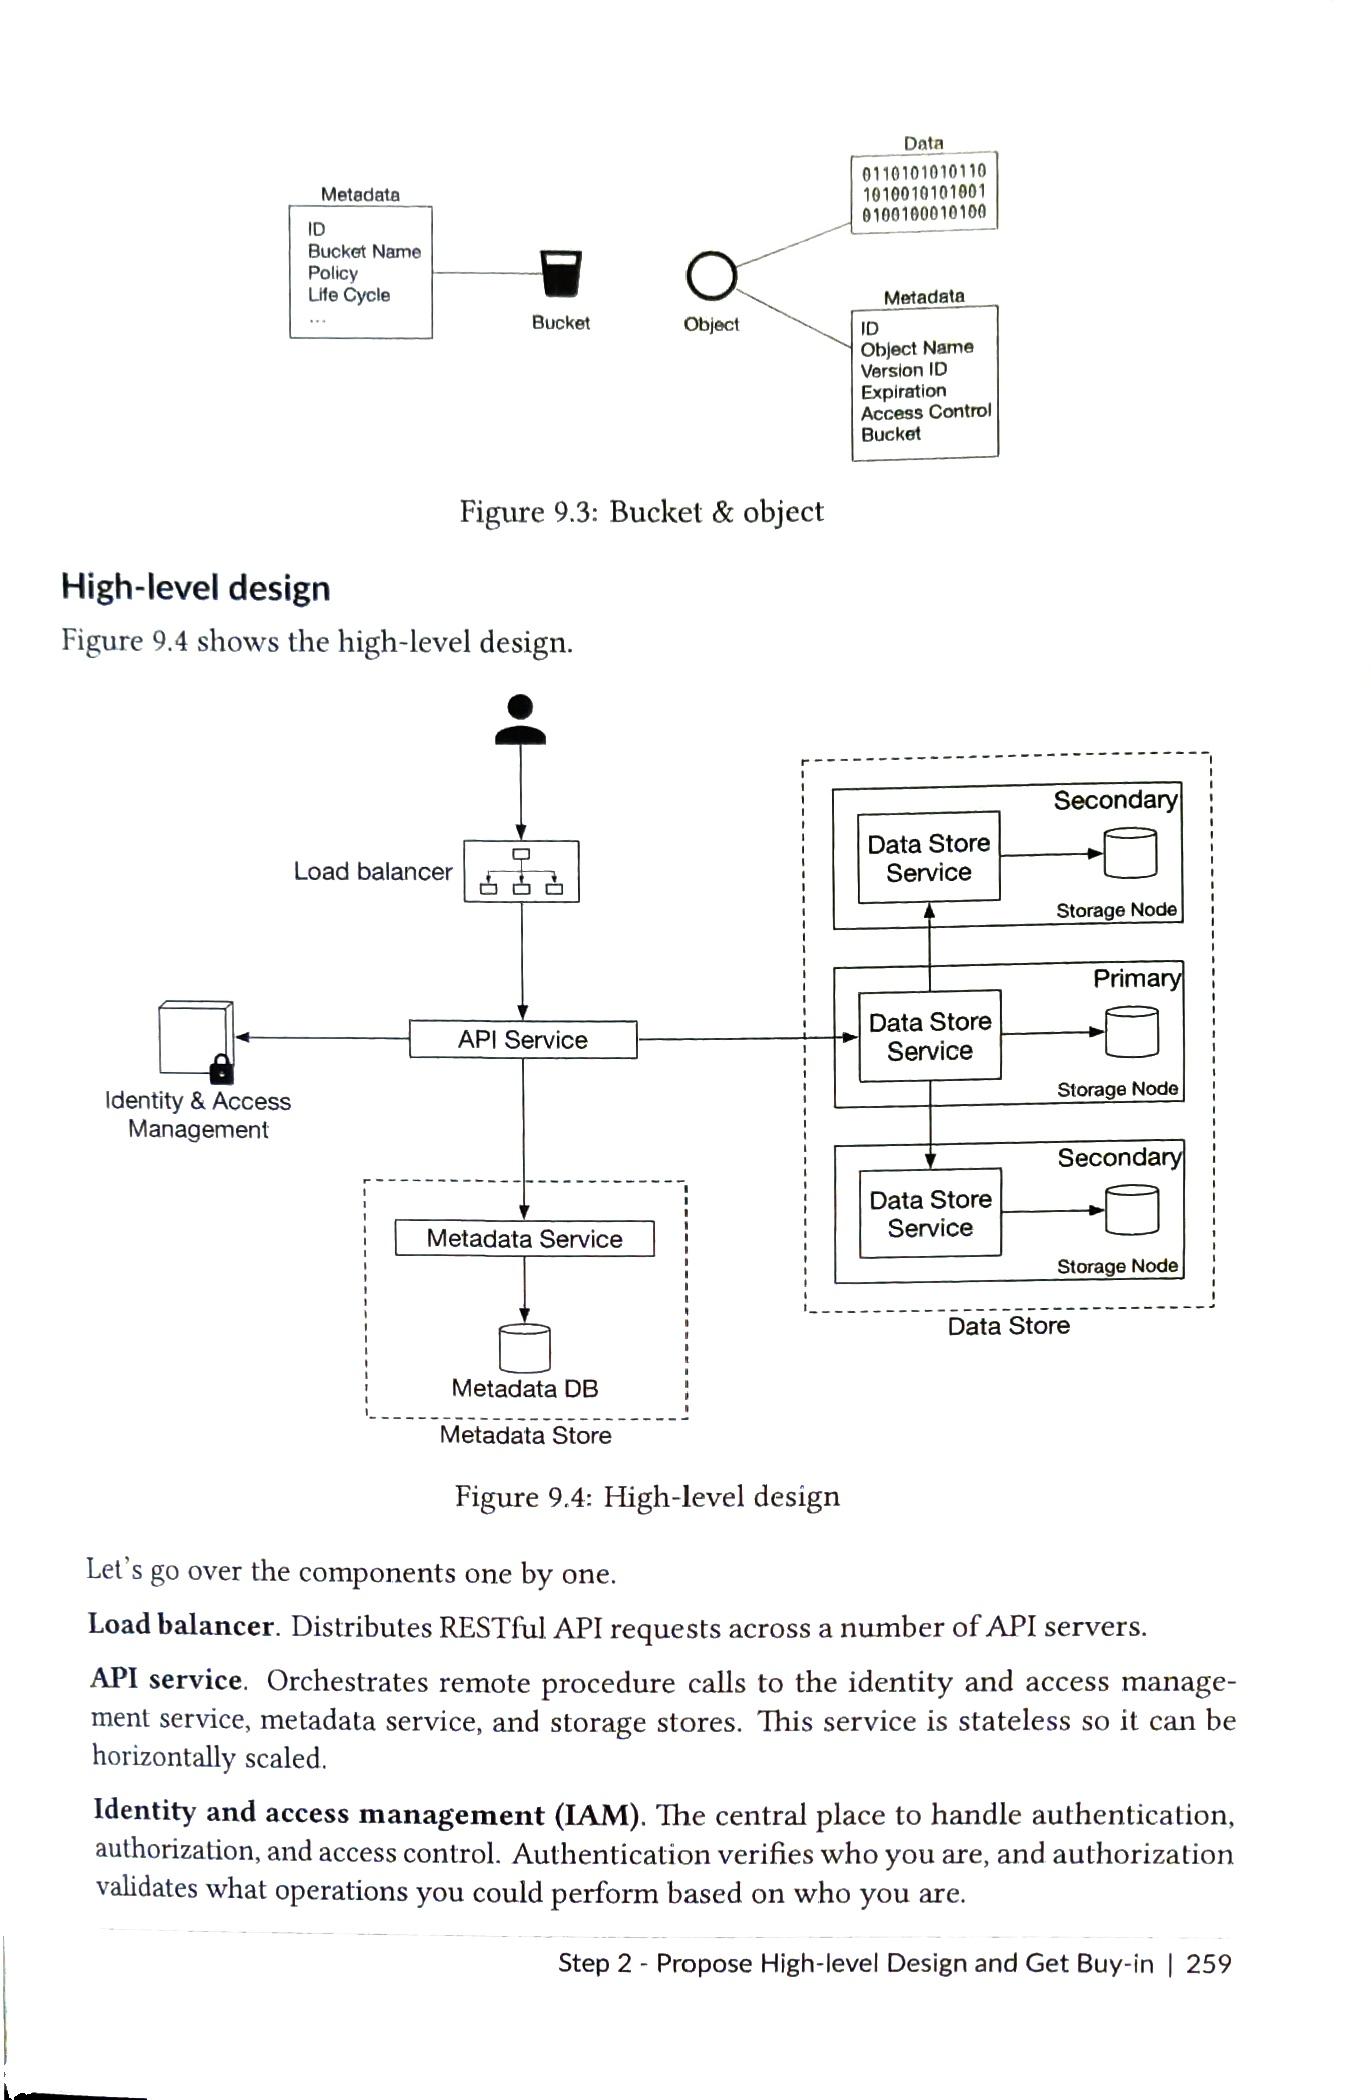 Metadata
ID
Bucket Name
Policy
Life Cycle
...
Bucket
Object
Data
0110101010110
1010010101001
0100100010100
Metadata
ID
Object Name
Version ID
Expiration
Access Control
Bucket
Figure 9.3: Bucket & object
High-level design
Figure 9.4 shows the high-level design.
Load balancer
API Service
Identity & Access
Management
Metadata Service
Metadata DB
Metadata Store
Secondary
Data Store
Service
Storage Node
Primary
Data Store
Service
Storage Node
Secondary
Data Store
Service
Storage Node
Data Store
Figure 9.4: High-level design
Let's go over the components one by one.
Load balancer. Distributes RESTful API requests across a number of API servers.
API service. Orchestrates remote procedure calls to the identity and access manage-
ment service, metadata service, and storage stores. This service is stateless so it can be
horizontally scaled.
Identity and access management (IAM). The central place to handle authentication,
authorization, and access control. Authentication verifies who you are, and authorization
validates what operations you could perform based on who you are.
Step 2 - Propose High-level Design and Get Buy-in | 259